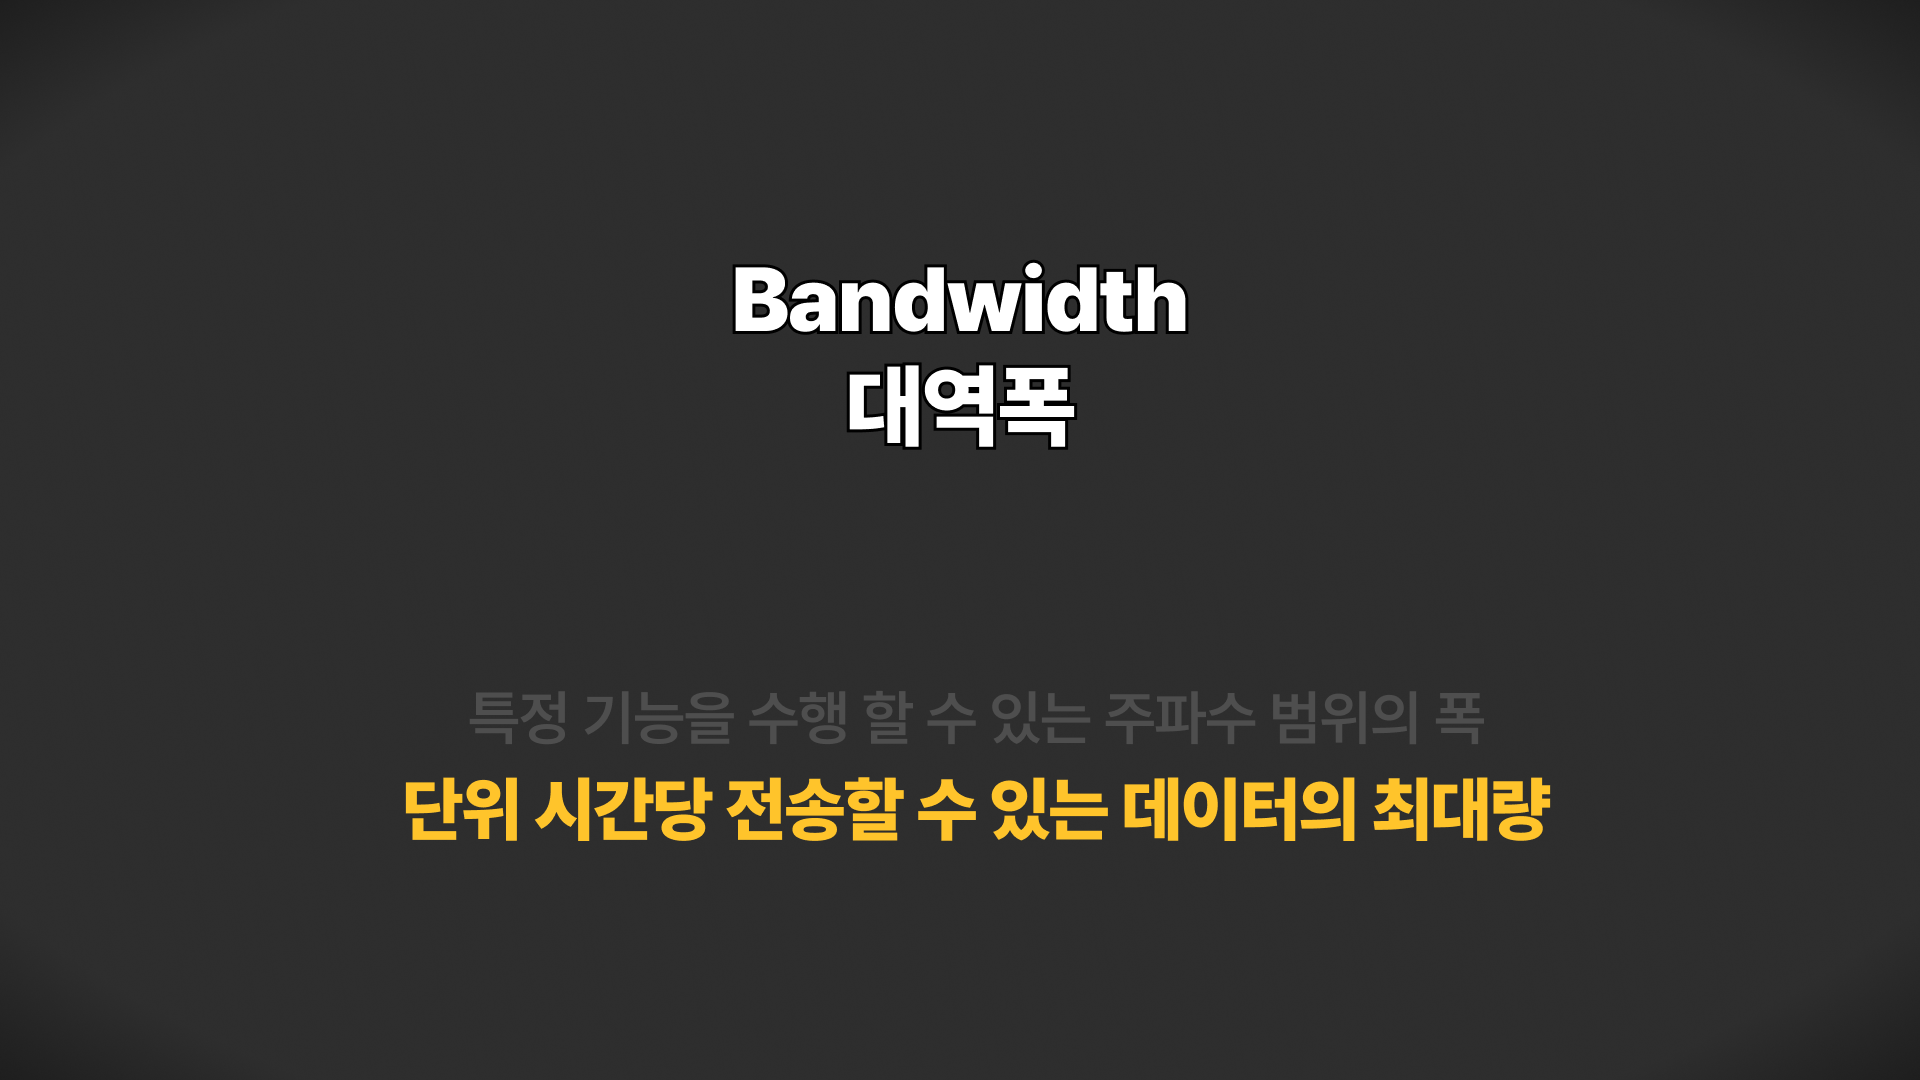 Bandwidth
대역폭
특정 기능을 수행 할 수 있는 주파수 범위의 폭
단위 시간당 전송할 수 있는 데이터의 최대량